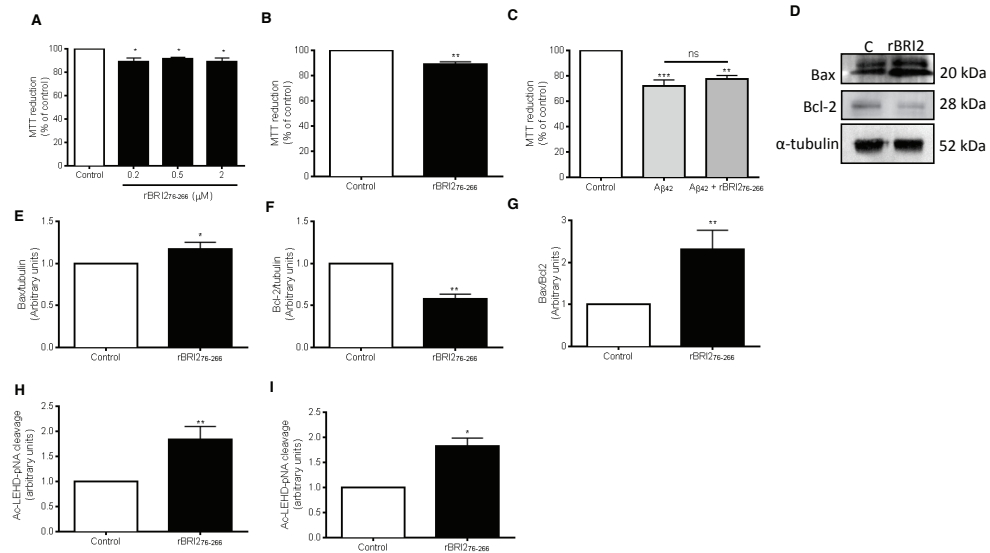 A
MTT reduction
(% of control)
100
80
60
40
20
0
* * *
Control 0.2 0.5 2
rBRI276-266 (µM)
B
MTT reduction
(% of control)
100
80
60
40
20
0
**
Control rBRI276-266
C
MTT reduction
(% of control)
100
80
60
40
20
0
ns
*** **
Control Aβ42 Aβ42 + rBRI276-266
D
C rBRI2
Bax 20 kDa
Bcl-2 28 kDa
α-tubulin 52 kDa
E
Bax/tubulin
(Arbitrary units)
1.5
1.0
0.5
0.0
*
Control rBRI276-266
F
Bcl-2/tubulin
(Arbitrary units)
1.5
1.0
0.5
0.0
**
Control rBRI276-266
G
Bax/Bcl2
(Arbitrary units)
3
2
1
0
**
Control rBRI276-266
H
Ac-LEHD-pNA cleavage
(arbitrary units)
2.5
2.0
1.5
1.0
0.5
0.0
**
Control rBRI276-266
I
Ac-LEHD-pNA cleavage
(arbitrary units)
2.5
2.0
1.5
1.0
0.5
0.0
*
Control rBRI276-266